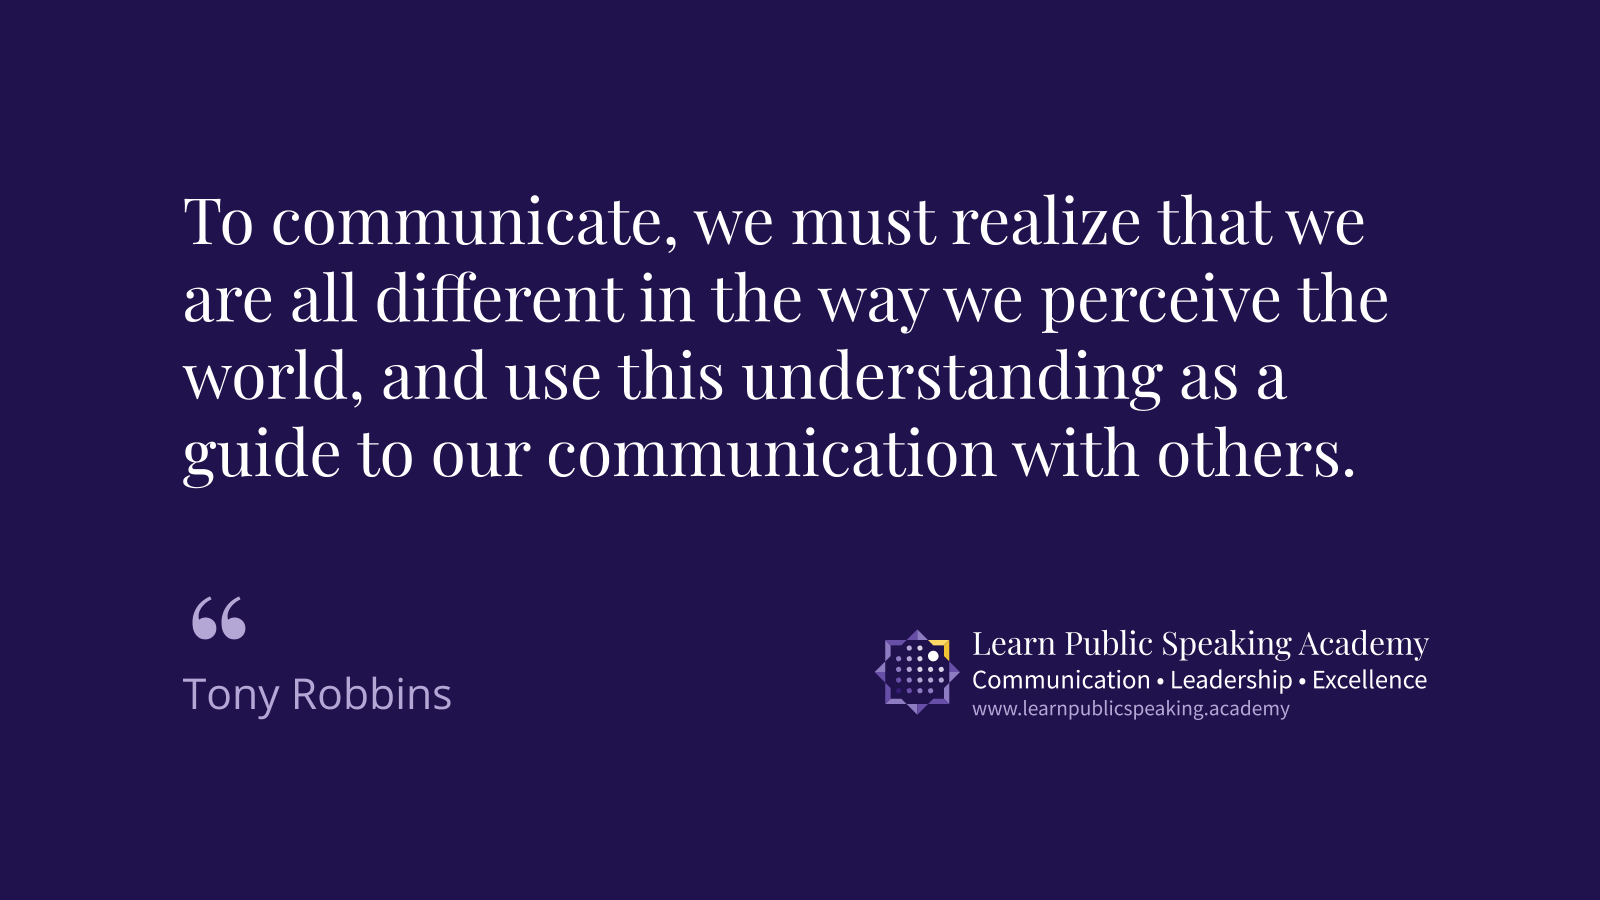 To communicate, we must realize that we
are all different in the way we perceive the
world, and use this understanding as a
guide to our communication with others.
“
Tony Robbins
Learn Public Speaking Academy
Communication • Leadership • Excellence
www.learnpublicspeaking.academy